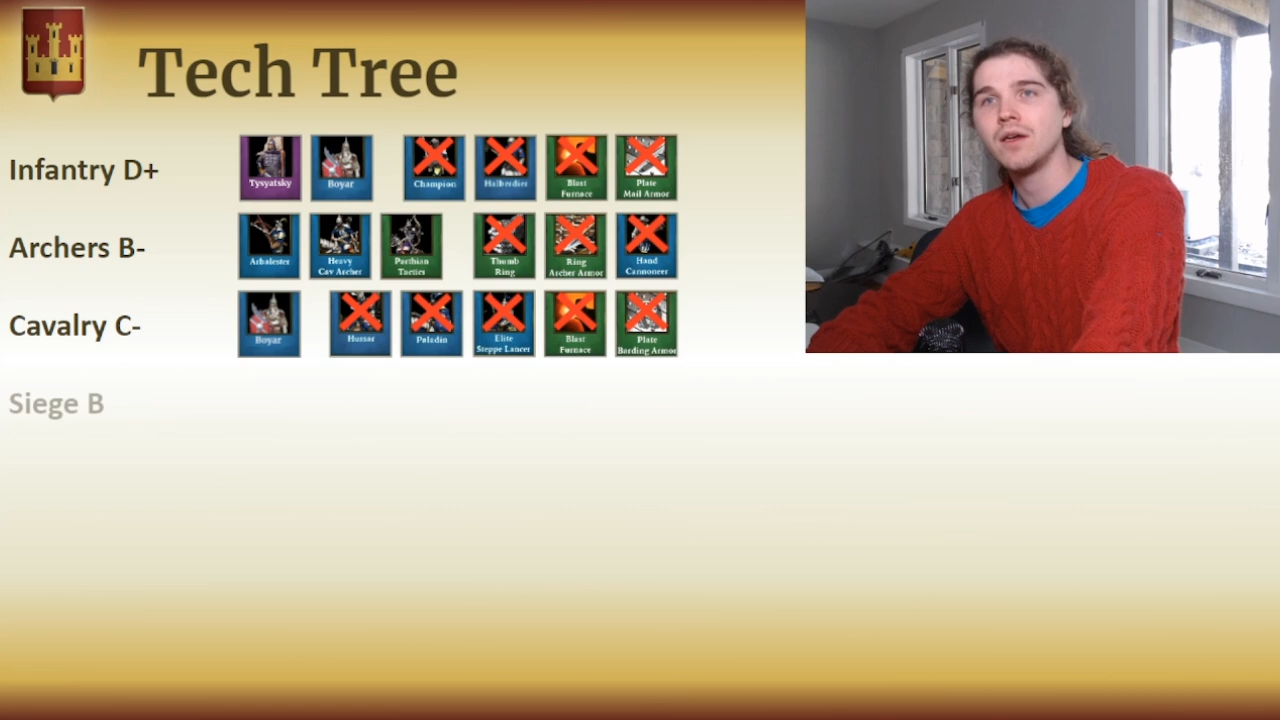 Tech Tree
Infantry D+
Tysyatsky
Boyar
Champion
Halberdier
Blast
Furnace
Plate
Mail Armor
Archers B-
Arbalester
Heavy
Cav Archer
Parthian
Tactics
Thumb
Ring
Ring
Archer Armor
Hand
Cannoneer
Cavalry C-
Boyar
Hussar
Paladin
Elite
Steppe Lancer
Blast
Furnace
Plate
Barding Armor
Siege B